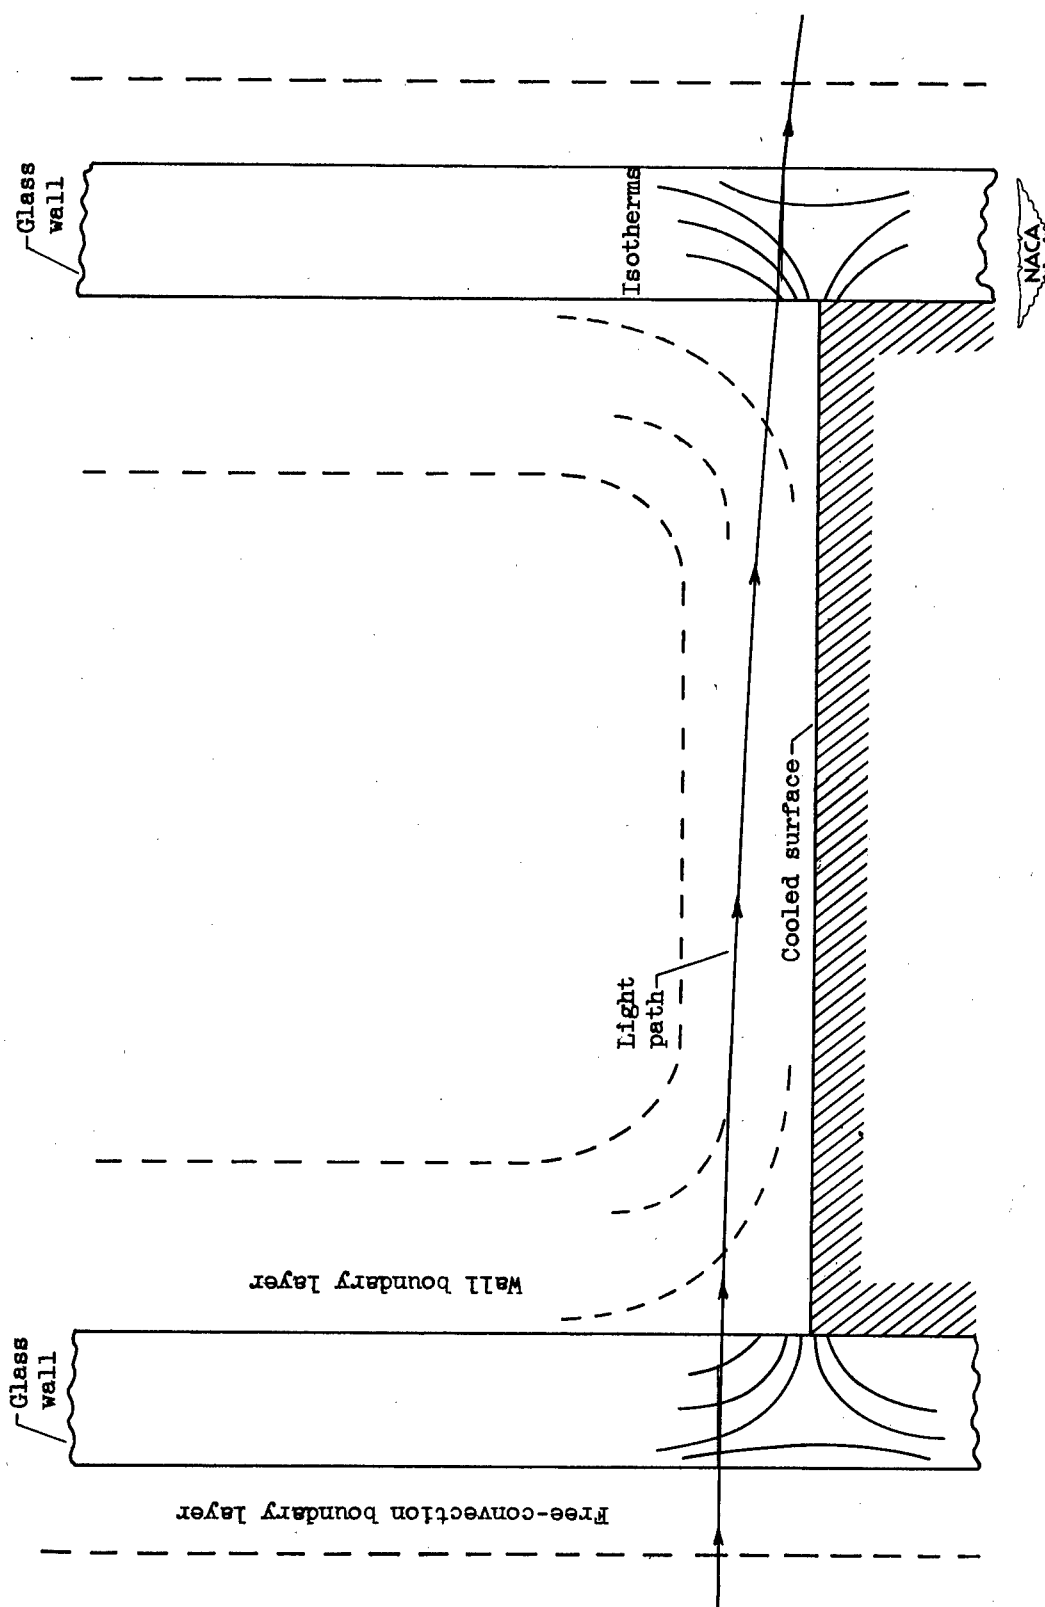 Glass
wall
Free-convection boundary layer
Wall boundary layer
Light
path
Cooled surface
Isotherms
Glass
wall
NACA